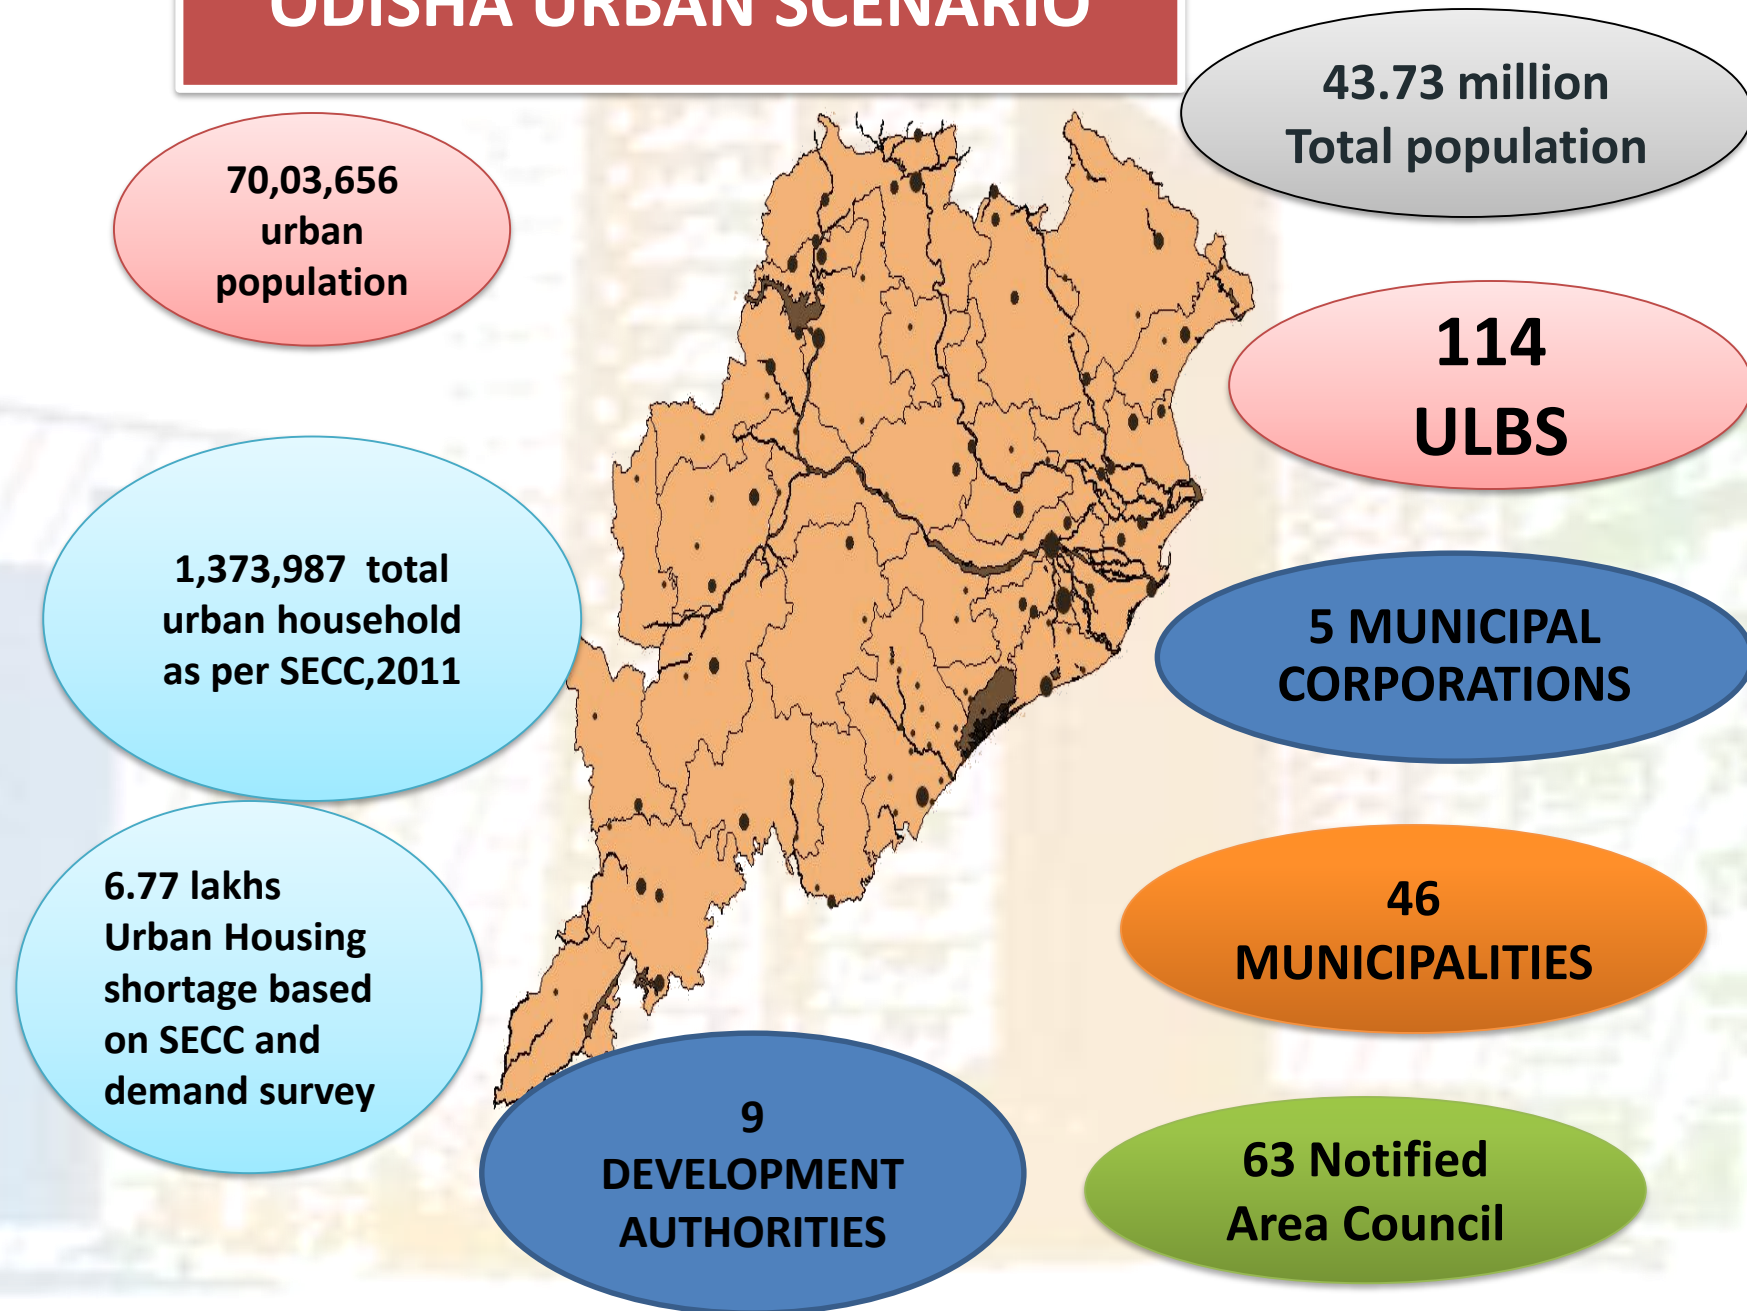 ODISHA URBAN SCENARIO
43.73 million
Total population
70,03,656
urban
population
114
ULBS
1,373,987 total
urban household
as per SECC,2011
5 MUNICIPAL
CORPORATIONS
6.77 lakhs
Urban Housing
shortage based
on SECC and
demand survey
46
MUNICIPALITIES
9
DEVELOPMENT
AUTHORITIES
63 Notified
Area Council